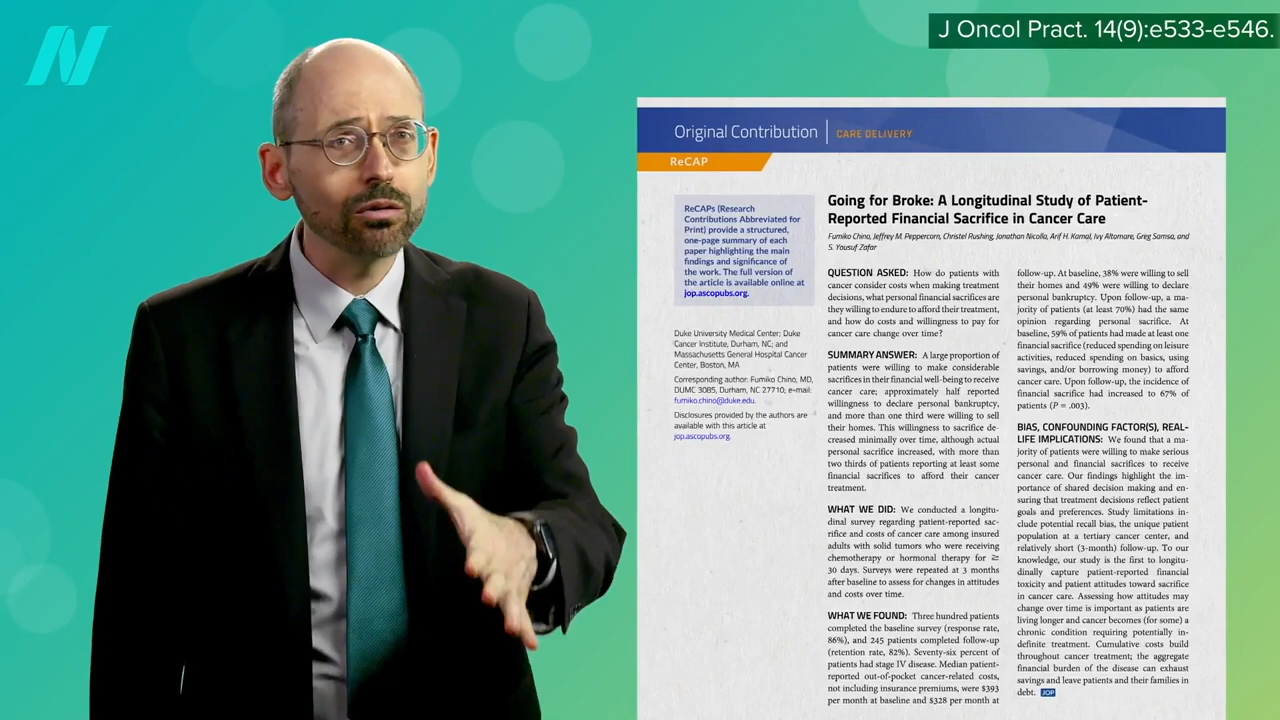 J Oncol Pract. 14(9):e533-e546.
Original Contribution
CARE DELIVERY
ReCAP
ReCAPs (Research
Contributions Abbreviated for
Print) provide a structured,
one-page summary of each
paper highlighting the main
findings and significance of
the work. The full version of
the article is available online at
jop.ascopubs.org.
Duke University Medical Center; Duke
Cancer Institute, Durham, NC; and
Massachusetts General Hospital Cancer
Center, Boston, MA
Corresponding author: Fumiko Chino, MD,
DUMC 3085, Durham, NC 27710; e-mail:
fumiko.chino@duke.edu.
Disclosures provided by the authors are
available with this article at
jop.ascopubs.org.
Going for Broke: A Longitudinal Study of Patient-
Reported Financial Sacrifice in Cancer Care
Fumiko Chino, Jeffrey M. Peppercorn, Christel Rushing, Jonathan Nicolla, Arif H. Kamal, Ivy Altomare, Greg Samsa, and
S. Yousuf Zafar
QUESTION ASKED: How do patients with
cancer consider costs when making treatment
decisions, what personal financial sacrifices are
they willing to endure to afford their treatment,
and how do costs and willingness to pay for
cancer care change over time?
SUMMARY ANSWER: A large proportion of
patients were willing to make considerable
sacrifices in their financial well-being to receive
cancer care; approximately half reported
willingness to declare personal bankruptcy,
and more than one third were willing to sell
their homes. This willingness to sacrifice de-
creased minimally over time, although actual
personal sacrifice increased, with more than
two thirds of patients reporting at least some
financial sacrifices to afford their cancer
treatment.
WHAT WE DID: We conducted a longitu-
dinal survey regarding patient-reported sac-
rifice and costs of cancer care among insured
adults with solid tumors who were receiving
chemotherapy or hormonal therapy for ≥
30 days. Surveys were repeated at 3 months
after baseline to assess for changes in attitudes
and costs over time.
WHAT WE FOUND: Three hundred patients
completed the baseline survey (response rate,
86%), and 245 patients completed follow-up
(retention rate, 82%). Seventy-six percent of
patients had stage IV disease. Median patient-
reported out-of-pocket cancer-related costs,
not including insurance premiums, were $393
per month at baseline and $328 per month at
follow-up. At baseline, 38% were willing to sell
their homes and 49% were willing to declare
personal bankruptcy. Upon follow-up, a ma-
jority of patients (at least 70%) had the same
opinion regarding personal sacrifice. At
baseline, 59% of patients had made at least one
financial sacrifice (reduced spending on leisure
activities, reduced spending on basics, using
savings, and/or borrowing money) to afford
cancer care. Upon follow-up, the incidence of
financial sacrifice had increased to 67% of
patients (P = .003).
BIAS, CONFOUNDING FACTOR(S), REAL-
LIFE IMPLICATIONS: We found that a ma-
jority of patients were willing to make serious
personal and financial sacrifices to receive
cancer care. Our findings highlight the im-
portance of shared decision making and en-
suring that treatment decisions reflect patient
goals and preferences. Study limitations in-
clude potential recall bias, the unique patient
population at a tertiary cancer center, and
relatively short (3-month) follow-up. To our
knowledge, our study is the first to longitu-
dinally capture patient-reported financial
toxicity and patient attitudes toward sacrifice
in cancer care. Assessing how attitudes may
change over time is important as patients are
living longer and cancer becomes (for some) a
chronic condition requiring potentially in-
definite treatment. Cumulative costs build
throughout cancer treatment; the aggregate
financial burden of the disease can exhaust
savings and leave patients and their families in
debt. JOP